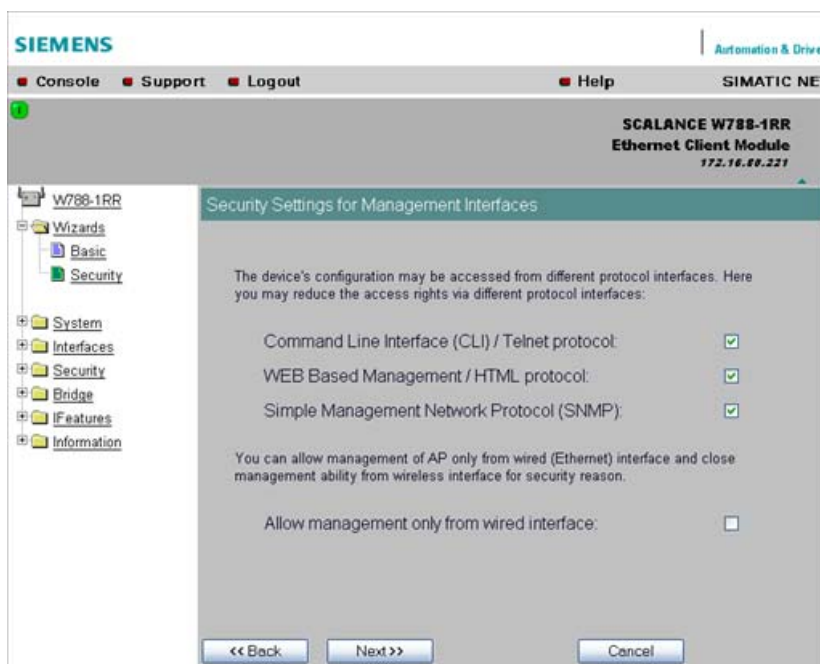 SIEMENS
Automation & Drive
Console Support Logout Help SIMATIC NE
SCALANCE W788-1RR
Ethernet Client Module
172.16.80.221
W788-1RR
Wizards
Basic
Security
System
Interfaces
Security
Bridge
IFeatures
Information
Security Settings for Management Interfaces
The device's configuration may be accessed from different protocol interfaces. Here
you may reduce the access rights via different protocol interfaces:
Command Line Interface (CLI) / Telnet protocol:
WEB Based Management / HTML protocol:
Simple Management Network Protocol (SNMP):
You can allow management of AP only from wired (Ethernet) interface and close
management ability from wireless interface for security reason.
Allow management only from wired interface:
<< Back Next >> Cancel